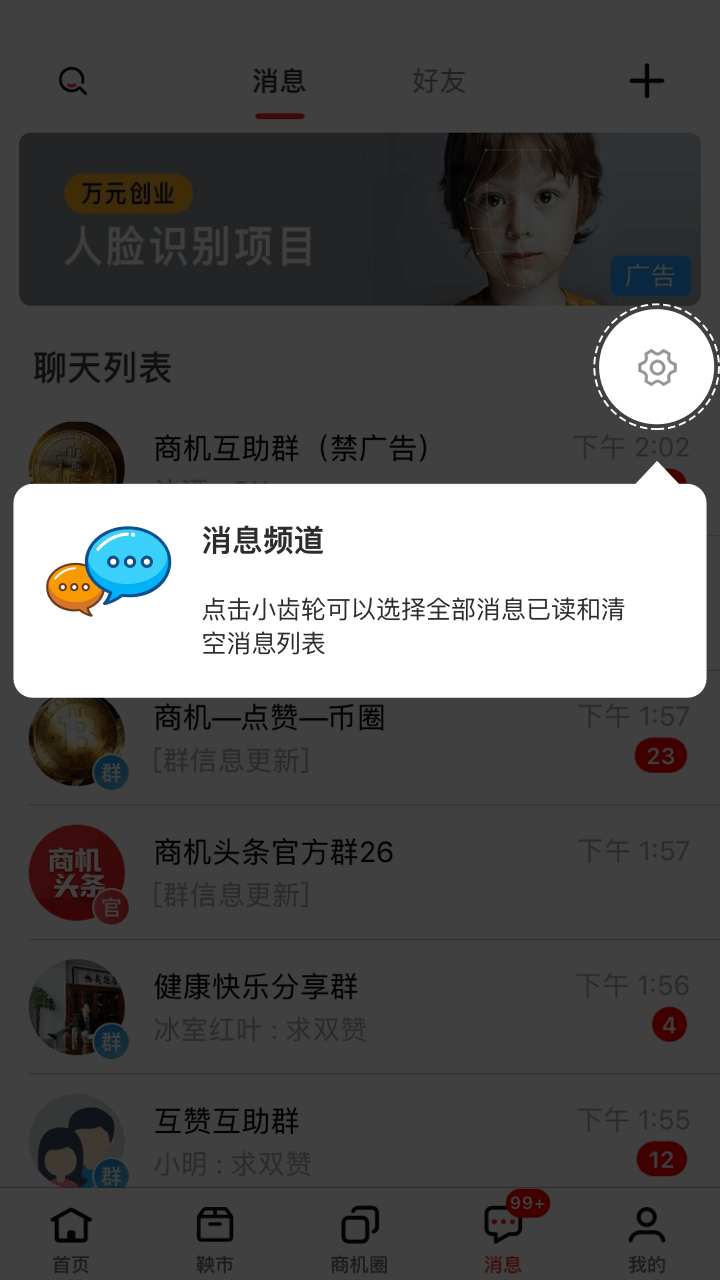 消息
好友
万元创业
人脸识别项目
广告
聊天列表
商机互助群（禁广告）
下午 2:02
消息频道
点击小齿轮可以选择全部消息已读和清
空消息列表
商机—点赞—币圈
下午 1:57
[群信息更新]
23
群
商机头条官方群26
下午 1:57
商机
头条
[群信息更新]
官
健康快乐分享群
下午 1:56
冰室红叶 : 求双赞
4
群
互赞互助群
下午 1:55
小明 : 求双赞
12
群
99+
首页
鞅市
商机圈
消息
我的